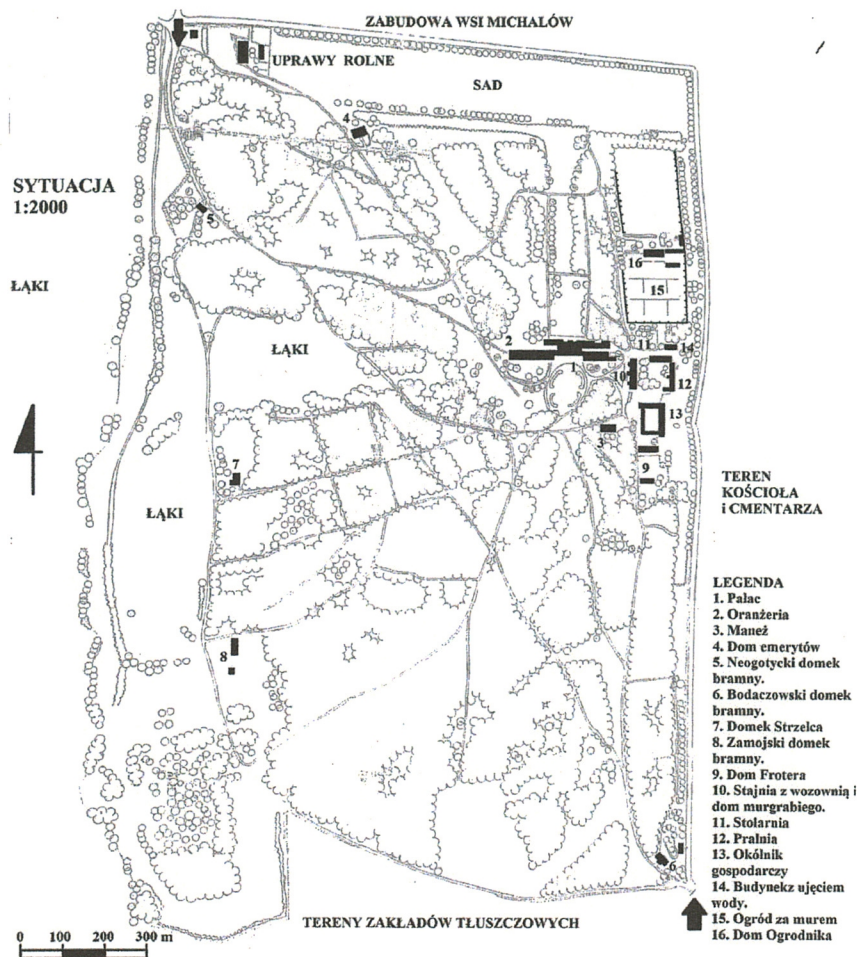 ZABUDOWA WSI MICHALÓW
UPRAWY ROLNE
SAD
4
SYTUACJA
1:2000
5
16
15
ŁĄKI
ŁĄKI
2
11
14
1
10
12
13
3
7
9
TEREN
KOŚCIOŁA
i CMENTARZA
ŁĄKI
8
LEGENDA
1. Pałac
2. Oranżeria
3. Maneż
4. Dom emerytów
5. Neogotycki domek
bramny.
6. Bodaczowski domek
bramny.
7. Domek Strzelca
8. Zamojski domek
bramny.
9. Dom Frotera
10. Stajnia z wozownią i
dom murgrabiego.
11. Stolarnia
12. Pralnia
13. Okólnik
gospodarczy
14. Budynekz ujęciem
wody.
15. Ogród za murem
16. Dom Ogrodnika
6
TERENY ZAKŁADÓW TŁUSZCZOWYCH
0 100 200 300 m